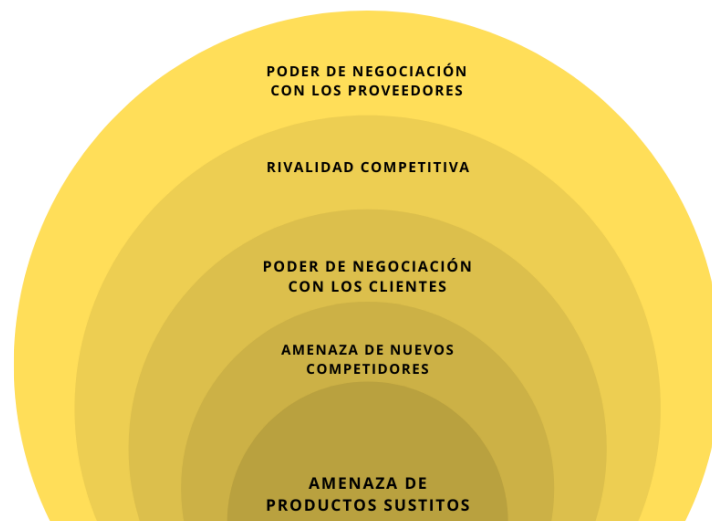 PODER DE NEGOCIACIÓN
CON LOS PROVEEDORES
RIVALIDAD COMPETITIVA
PODER DE NEGOCIACIÓN
CON LOS CLIENTES
AMENAZA DE NUEVOS
COMPETIDORES
AMENAZA DE
PRODUCTOS SUSTITOS